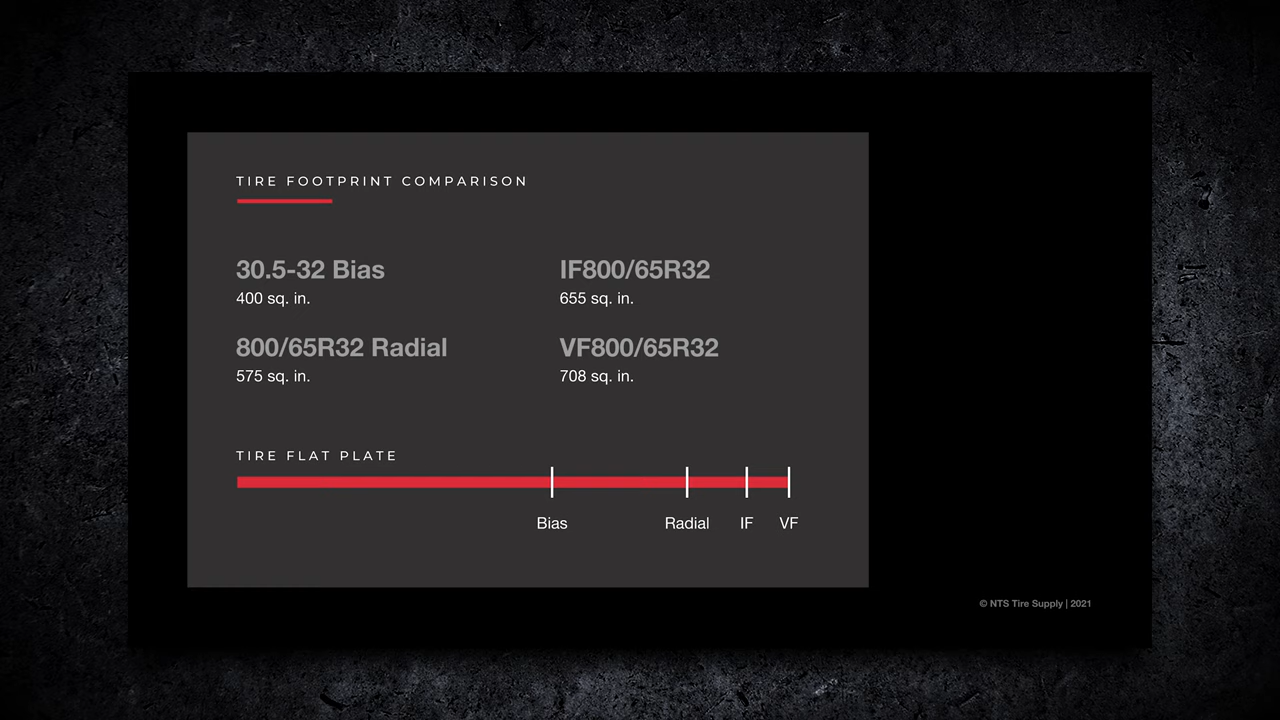 TIRE FOOTPRINT COMPARISON
30.5-32 Bias
400 sq. in.
800/65R32 Radial
575 sq. in.
IF800/65R32
655 sq. in.
VF800/65R32
708 sq. in.
TIRE FLAT PLATE
Bias
Radial
IF
VF
© NTS Tire Supply | 2021